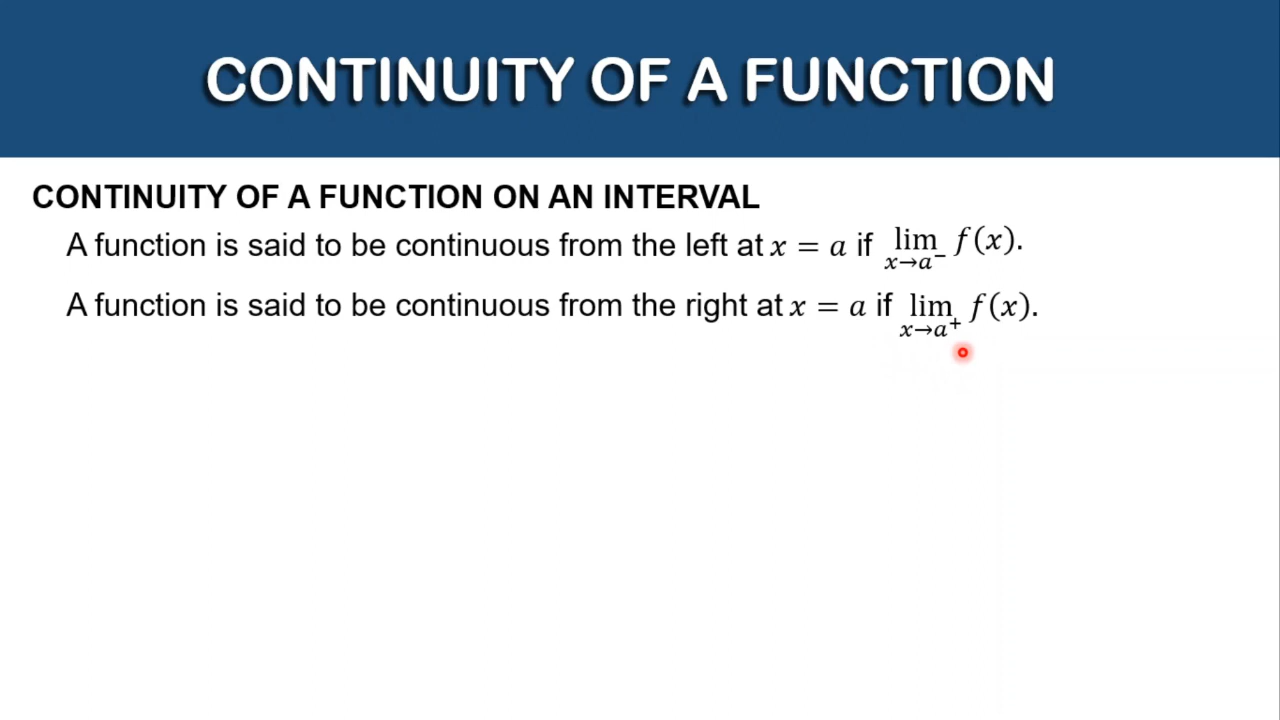 CONTINUITY OF A FUNCTION
CONTINUITY OF A FUNCTION ON AN INTERVAL
A function is said to be continuous from the left at x = a if lim x→a⁻ f(x).
A function is said to be continuous from the right at x = a if lim x→a⁺ f(x).